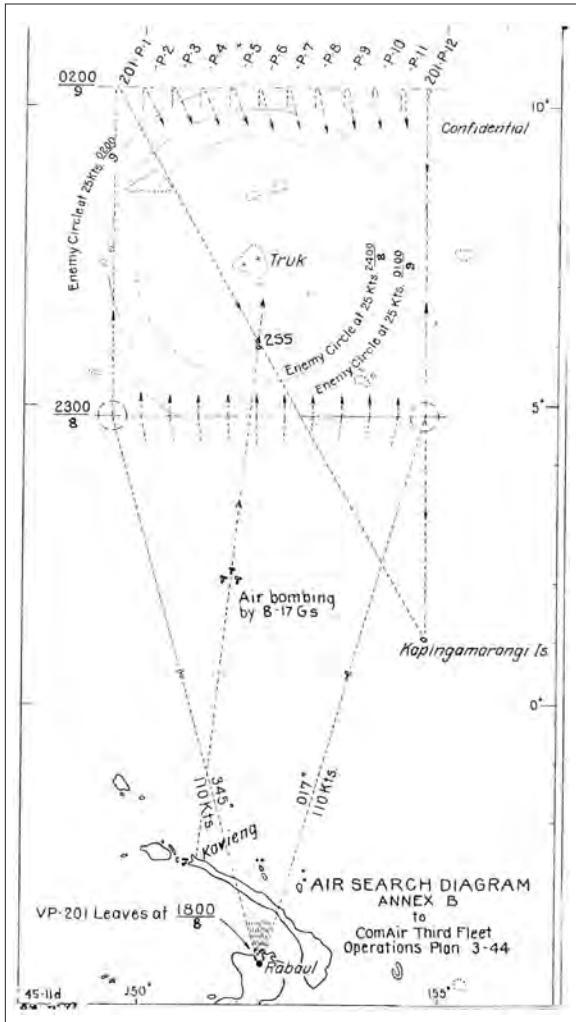 0200
9
201-P-1
-P-2
-P-3
-P-4
-P-5
-P-6
-P-7
-P-8
-P-9
-P-10
-P-11
201-P-12
10°
Confidential
Enemy Circle at 25 Kts. 0200
9
Truk
Enemy Circle at 25 Kts. 2400
8
Enemy Circle at 25 Kts. 0100
9
255
2300
8
5°
Air bombing
by B-17 Gs
Kapingamarangi Is.
0°
345°
110 Kts.
017°
110 Kts.
Kavieng
AIR SEARCH DIAGRAM
ANNEX B
to
ComAir Third Fleet
Operations Plan 3-44
VP-201 Leaves at 1800
8
Rabaul
45-11d
150°
155°